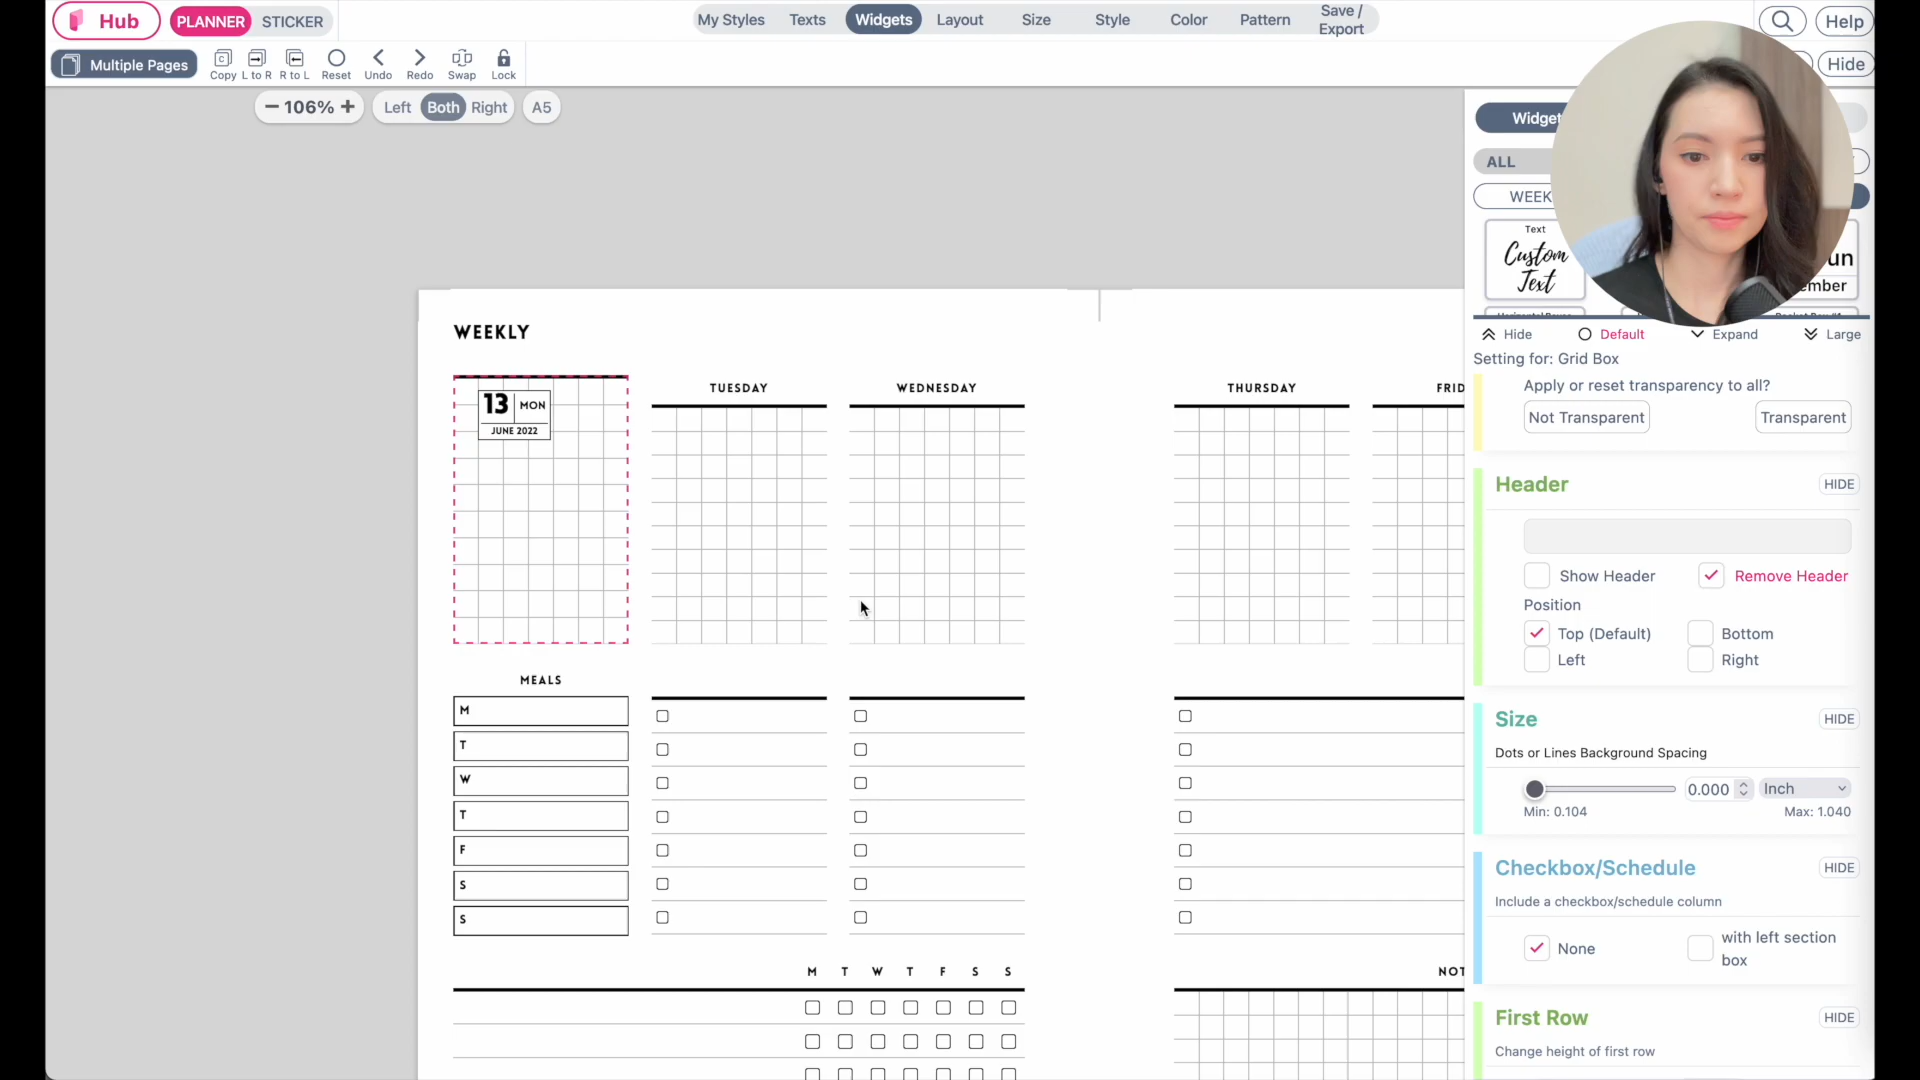 Hub
PLANNER
STICKER
My Styles
Texts
Widgets
Layout
Size
Style
Color
Pattern
Save /
Export
Help
Multiple Pages
Copy
L to R
R to L
Reset
Undo
Redo
Swap
Lock
Hide
106%
Left
Both
Right
A5
ALL
Text
Custom
Text
Hide
Default
Expand
Large
Setting for: Grid Box
Apply or reset transparency to all?
Not Transparent
Transparent
Header
HIDE
Show Header
Remove Header
Position
Top (Default)
Bottom
Left
Right
Size
HIDE
Dots or Lines Background Spacing
0.000
Inch
Min: 0.104
Max: 1.040
Checkbox/Schedule
HIDE
Include a checkbox/schedule column
None
with left section
box
First Row
HIDE
Change height of first row
WEEKLY
13
MON
JUNE 2022
TUESDAY
WEDNESDAY
THURSDAY
MEALS
M
T
W
T
F
S
S
M T W T F S S